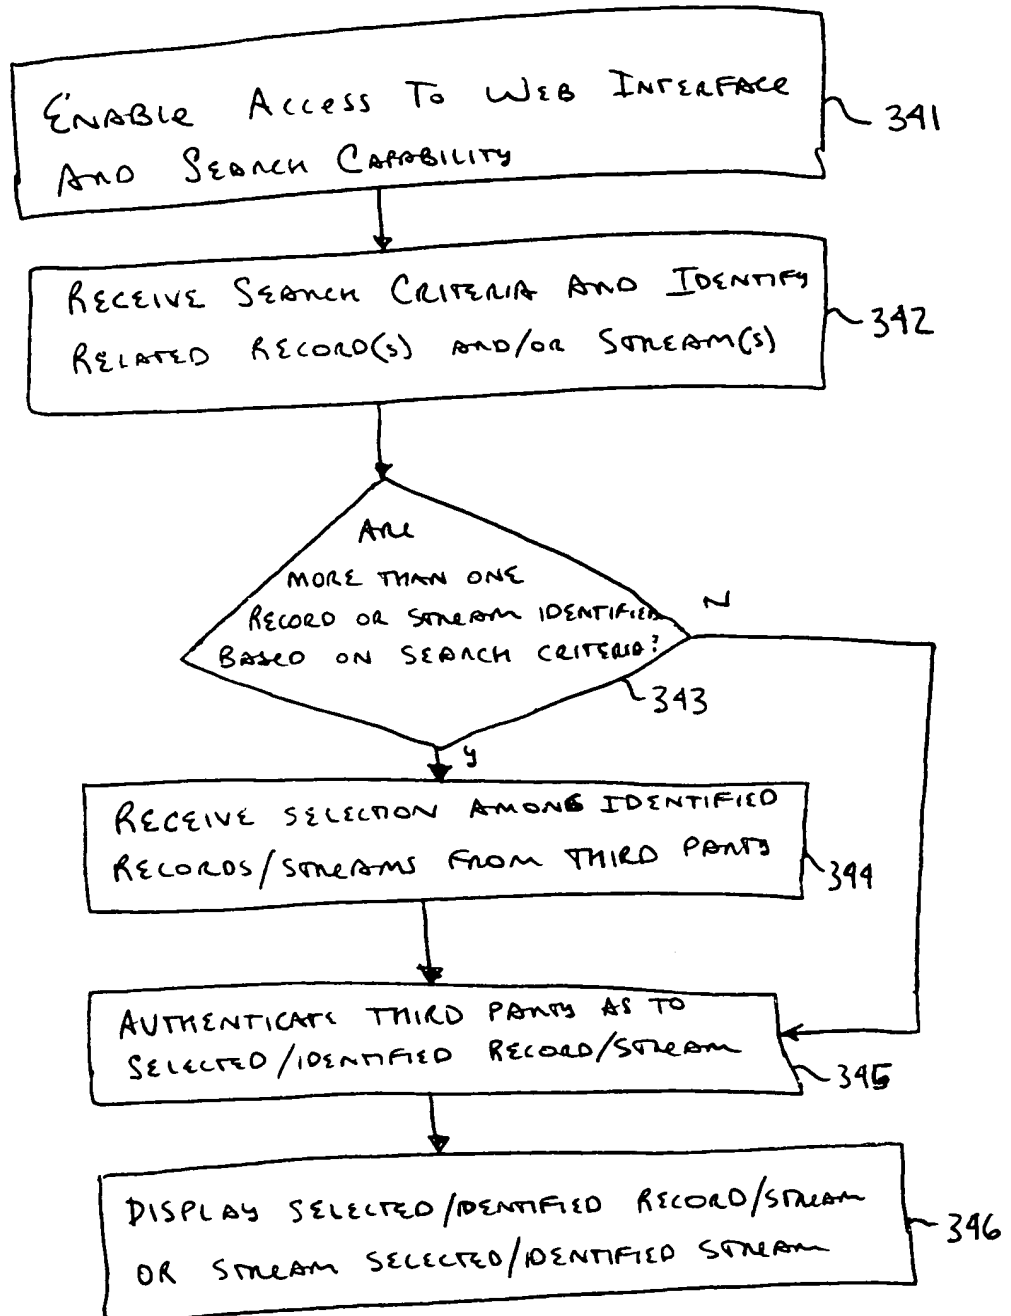 ENABLE ACCESS TO WEB INTERFACE
AND SEARCH CAPABILITY
341
RECEIVE SEARCH CRITERIA AND IDENTIFY
RELATED RECORD(S) AND/OR STREAM(S)
342
ARE
MORE THAN ONE
RECORD OR STREAM IDENTIFIED
BASED ON SEARCH CRITERIA?
N
343
Y
RECEIVE SELECTION AMONG IDENTIFIED
RECORDS/STREAMS FROM THIRD PARTY
344
AUTHENTICATE THIRD PARTY AS TO
SELECTED/IDENTIFIED RECORD/STREAM
345
DISPLAY SELECTED/IDENTIFIED RECORD/STREAM
OR STREAM SELECTED/IDENTIFIED STREAM
346